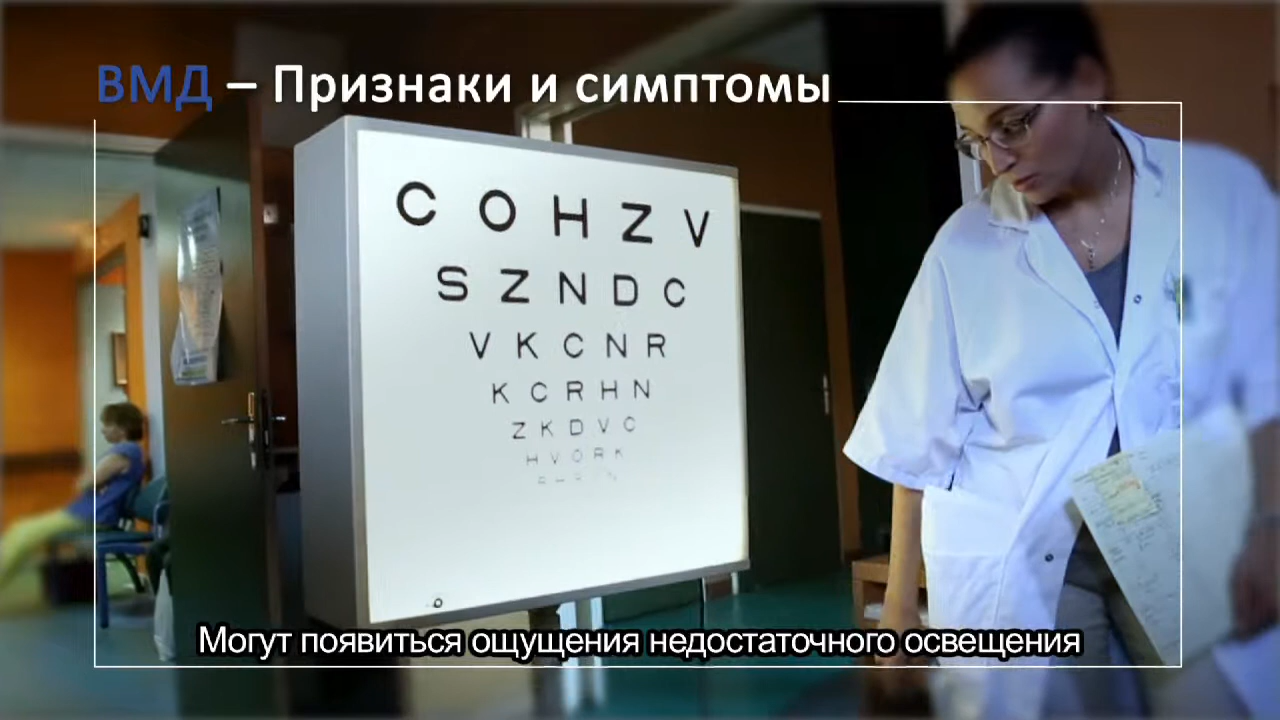 ВМД – Признаки и симптомы
C O H Z V
S Z N D C
V K C N R
K C R H N
Z K D V C
H V O R K
Могут появиться ощущения недостаточного освещения